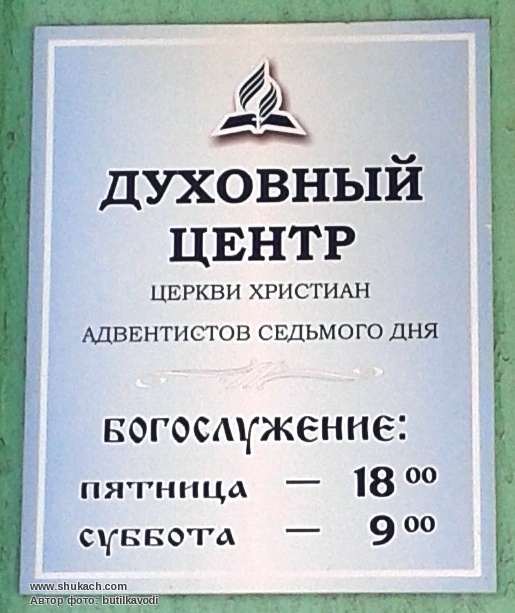 ДУХОВНЫЙ
ЦЕНТР
ЦЕРКВИ ХРИСТИАН
АДВЕНТИСТОВ СЕДЬМОГО ДНЯ
БОГОСЛУЖЕНИЕ:
ПЯТНИЦА — 18 00
СУББОТА — 9 00
www.shukach.com
Автор фото: butilkavodi